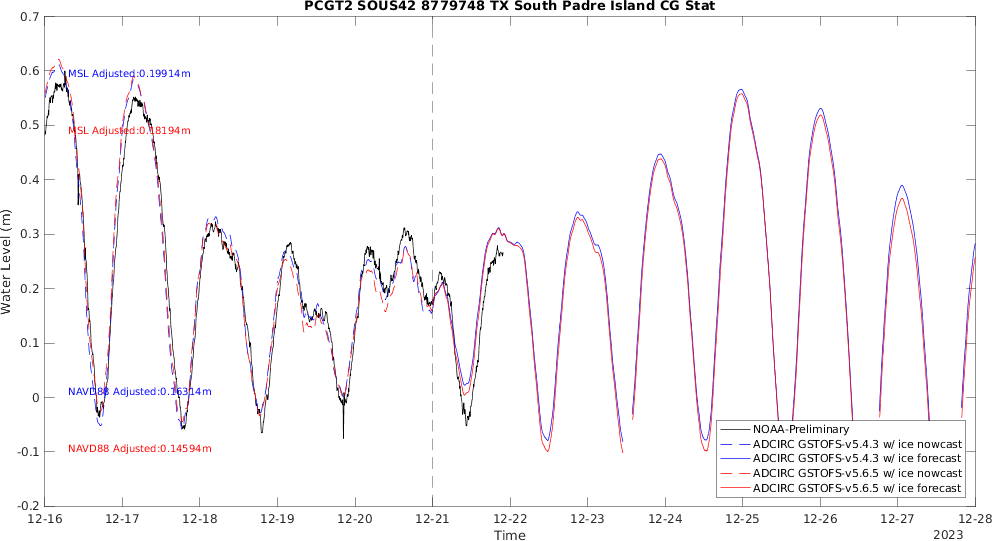 PCGT2 SOUS42 8779748 TX South Padre Island CG Stat
Water Level (m)
0.7
0.6
0.5
0.4
0.3
0.2
0.1
0
-0.1
-0.2
MSL Adjusted:0.19914m
MSL Adjusted:0.18194m
NAVD88 Adjusted:0.16314m
NAVD88 Adjusted:0.14594m
NOAA-Preliminary
ADCIRC GSTOFS-v5.4.3 w/ ice nowcast
ADCIRC GSTOFS-v5.4.3 w/ ice forecast
ADCIRC GSTOFS-v5.6.5 w/ ice nowcast
ADCIRC GSTOFS-v5.6.5 w/ ice forecast
12-16 12-17 12-18 12-19 12-20 12-21 12-22 12-23 12-24 12-25 12-26 12-27 12-28
Time
2023